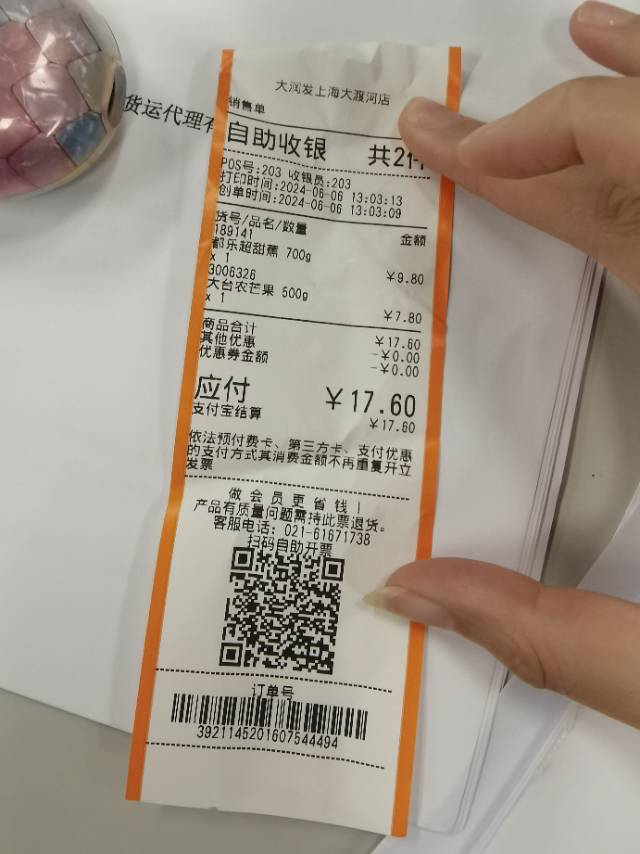 货运代理有
大润发上海大渡河店
销售单
自助收银 共2件
POS号:203 收银员:203
打印时间:2024-06-06 13:03:13
创单时间:2024-06-06 13:03:09
货号/品名/数量 金额
189141
都乐超甜蕉 700g
x 1 ￥9.80
3006326
大台农芒果 500g
x 1 ￥7.80
商品合计 ￥17.60
其他优惠 -￥0.00
优惠券金额 -￥0.00
应付 ￥17.60
支付宝结算 ￥17.60
依法预付费卡、第三方卡、支付优惠
的支付方式其消费金额不再重复开立
发票
做会员更省钱!
产品有质量问题需持此票退货。
客服电话: 021-61671738
扫码自助开票
订单号
3921145201607544494